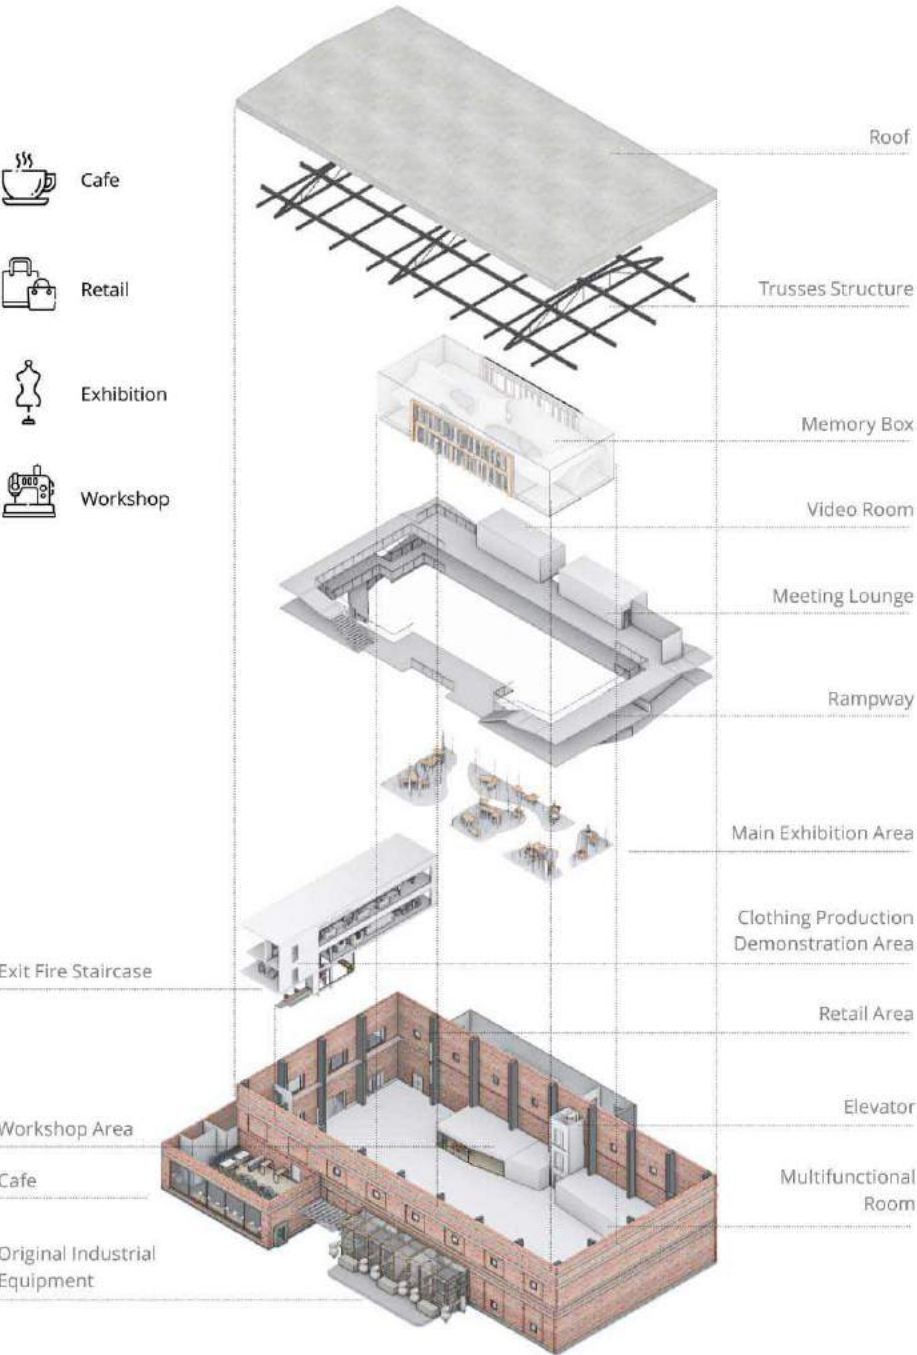 Roof
Cafe
Trusses Structure
Retail
Exhibition
Memory Box
Workshop
Video Room
Meeting Lounge
Rampway
Main Exhibition Area
Clothing Production
Demonstration Area
Exit Fire Staircase
Retail Area
Elevator
Workshop Area
Cafe
Multifunctional
Room
Original Industrial
Equipment